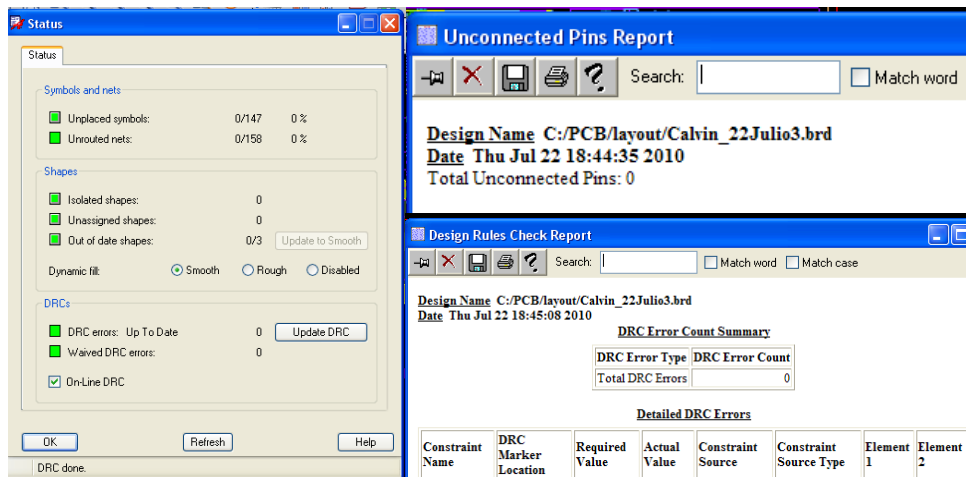 Status
Status
Symbols and nets
Unplaced symbols: 0/147 0 %
Unrouted nets: 0/158 0 %
Shapes
Isolated shapes: 0
Unassigned shapes: 0
Out of date shapes: 0/3 Update to Smooth
Dynamic fill: Smooth Rough Disabled
DRCs
DRC errors: Up To Date 0 Update DRC
Waived DRC errors: 0
On-Line DRC
OK Refresh Help
DRC done.
Unconnected Pins Report
Search: Match word
Design Name C:/PCB/layout/Calvin_22Julio3.brd
Date Thu Jul 22 18:44:35 2010
Total Unconnected Pins: 0
Design Rules Check Report
Search: Match word Match case
Design Name C:/PCB/layout/Calvin_22Julio3.brd
Date Thu Jul 22 18:45:08 2010
DRC Error Count Summary
DRC Error Type DRC Error Count
Total DRC Errors 0
Detailed DRC Errors
Constraint Name DRC Marker Location Required Value Actual Value Constraint Source Constraint Source Type Element 1 Element 2